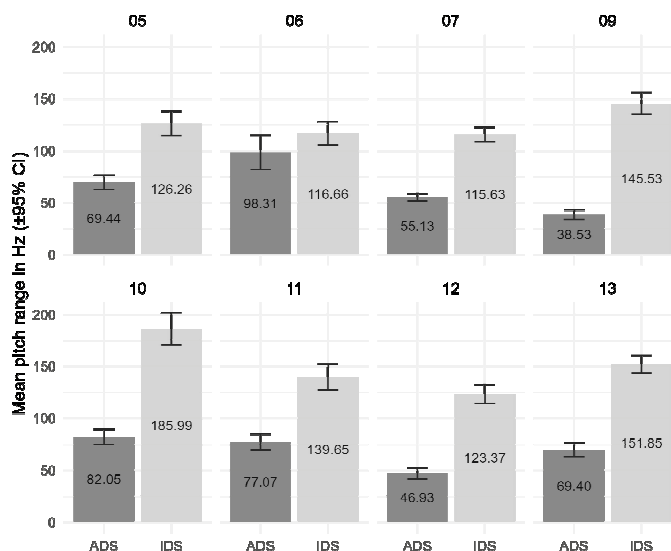 05 06 07 09
200
150
100
50
0
126.26 116.66 115.63 145.53
69.44 98.31 55.13 38.53
Mean pitch range in Hz (±95% CI)
10 11 12 13
200
150
100
50
0
185.99 139.65 123.37 151.85
82.05 77.07 46.93 69.40
ADS IDS ADS IDS ADS IDS ADS IDS